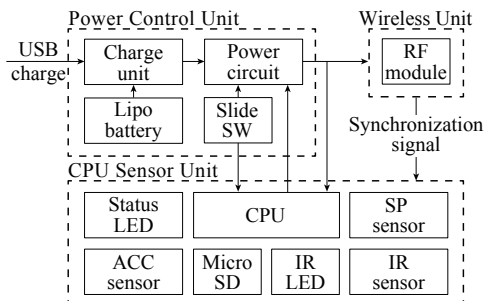 Power Control Unit
Wireless Unit
USB
charge
Charge
unit
Power
circuit
RF
module
Lipo
battery
Slide
SW
Synchronization
signal
CPU Sensor Unit
Status
LED
CPU
SP
sensor
ACC
sensor
Micro
SD
IR
LED
IR
sensor